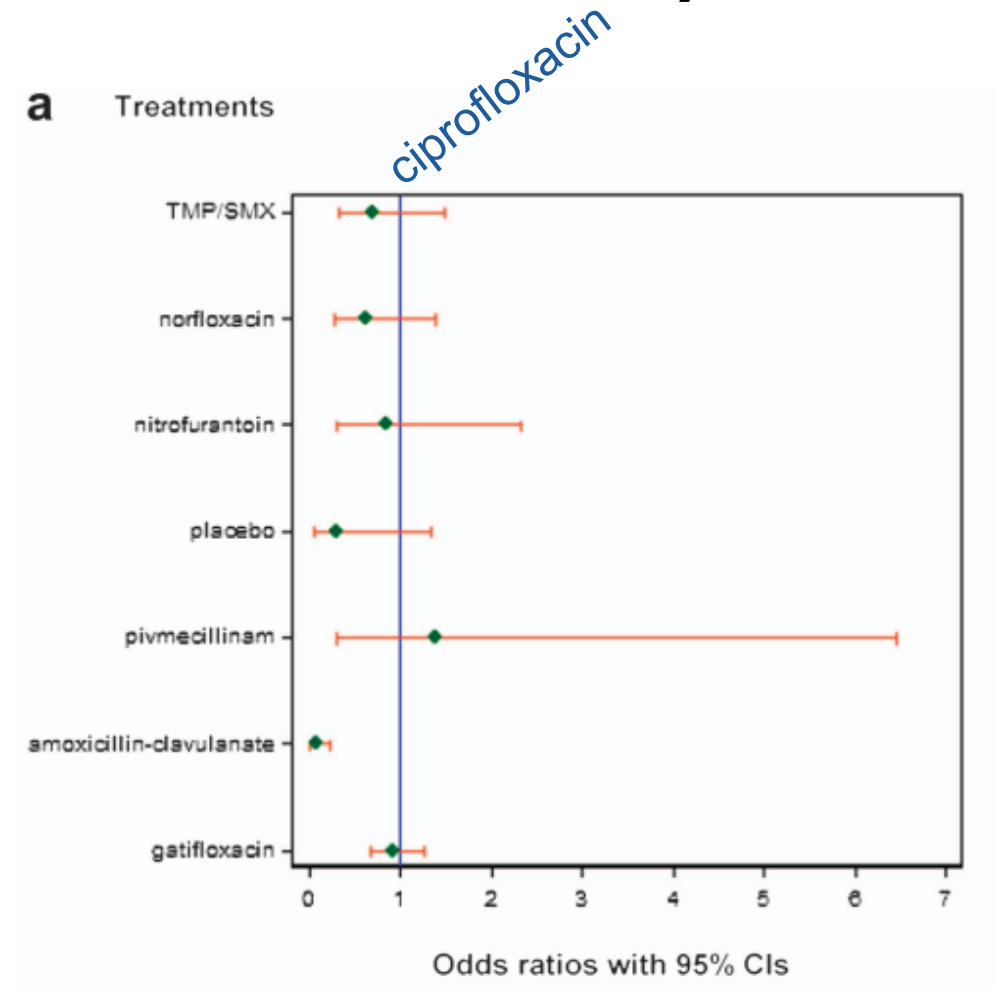 ciprofloxacin
a Treatments
TMP/SMX
norfloxacin
nitrofurantoin
placebo
pivmecillinam
amoxicillin-clavulanate
gatifloxacin
0 1 2 3 4 5 6 7
Odds ratios with 95% CIs